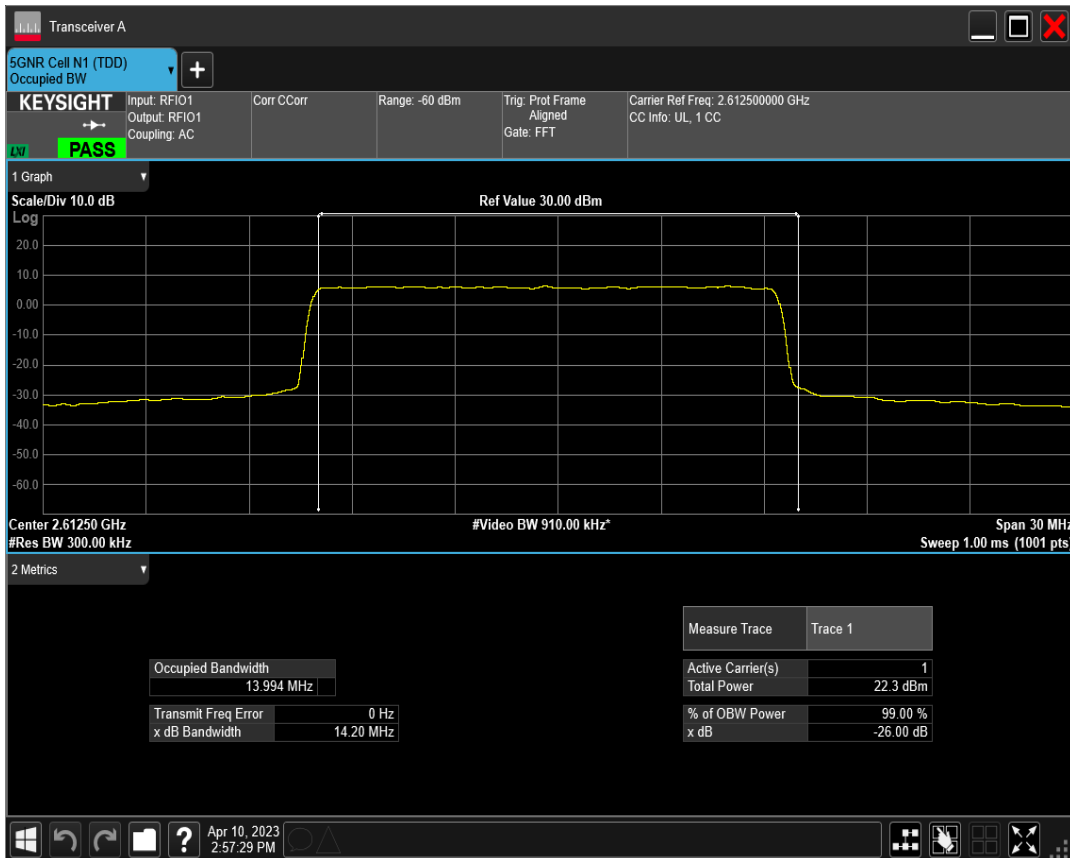 Transceiver A
5GNR Cell N1 (TDD)
Occupied BW
+
KEYSIGHT
LXI
PASS
Input: RFIO1
Output: RFIO1
Coupling: AC
Corr CCorr
Range: -60 dBm
Trig: Prot Frame
Aligned
Gate: FFT
Carrier Ref Freq: 2.612500000 GHz
CC Info: UL, 1 CC
1 Graph
Scale/Div 10.0 dB
Ref Value 30.00 dBm
Log
20.0
10.0
0.00
-10.0
-20.0
-30.0
-40.0
-50.0
-60.0
Center 2.61250 GHz
#Video BW 910.00 kHz*
Span 30 MHz
#Res BW 300.00 kHz
Sweep 1.00 ms (1001 pts)
2 Metrics
Measure Trace Trace 1
Occupied Bandwidth
13.994 MHz
Active Carrier(s) 1
Total Power 22.3 dBm
Transmit Freq Error 0 Hz
x dB Bandwidth 14.20 MHz
% of OBW Power 99.00 %
x dB -26.00 dB
?
Apr 10, 2023
2:57:29 PM